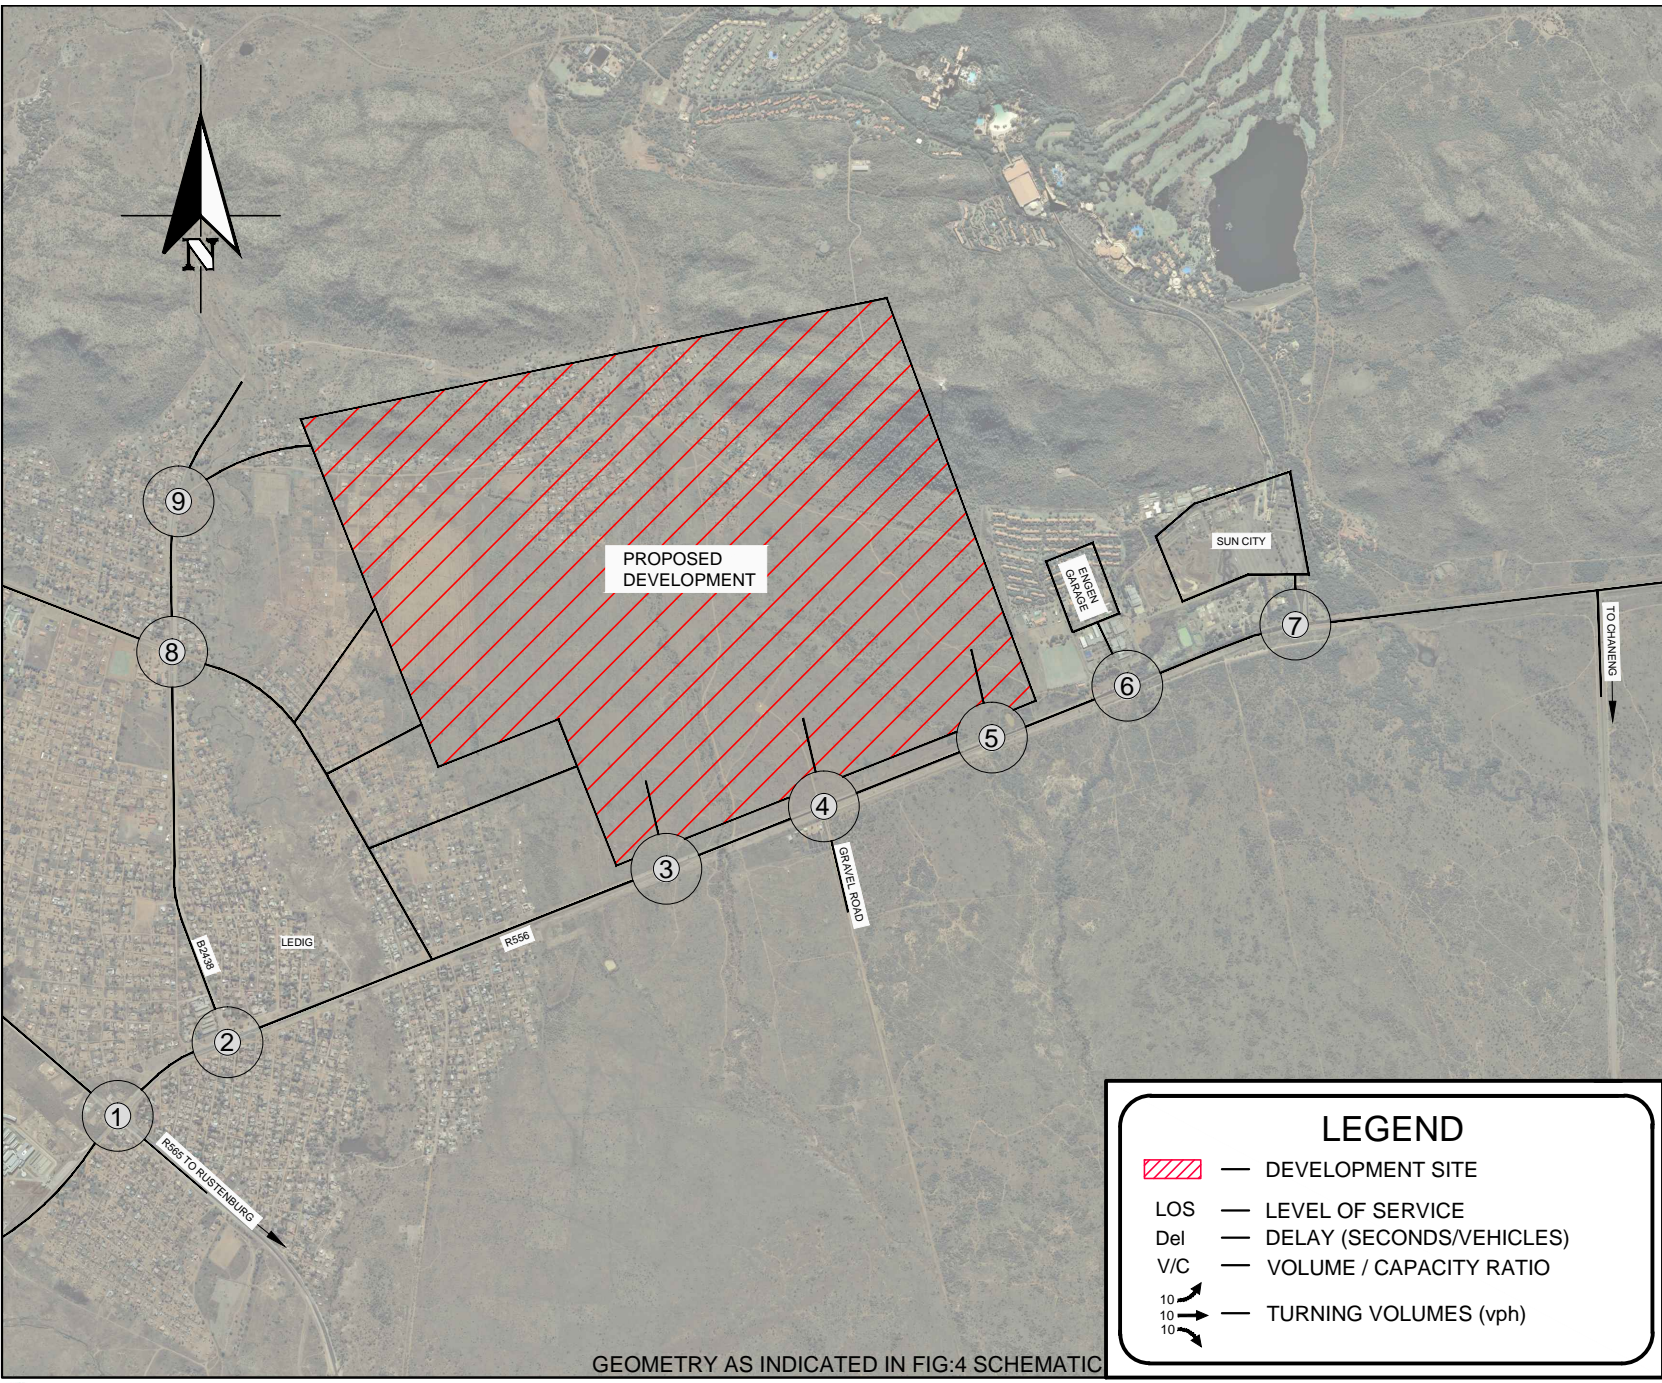 N
9
PROPOSED
DEVELOPMENT
SUN CITY
ENGEN
GARAGE
TO CHANENG
7
8
6
5
4
3
GRAVEL ROAD
R556
B2438
LEDIG
2
1
R565 TO RUSTENBURG
LEGEND
— DEVELOPMENT SITE
LOS — LEVEL OF SERVICE
Del — DELAY (SECONDS/VEHICLES)
V/C — VOLUME / CAPACITY RATIO
10
10 — TURNING VOLUMES (vph)
10
GEOMETRY AS INDICATED IN FIG:4 SCHEMATIC